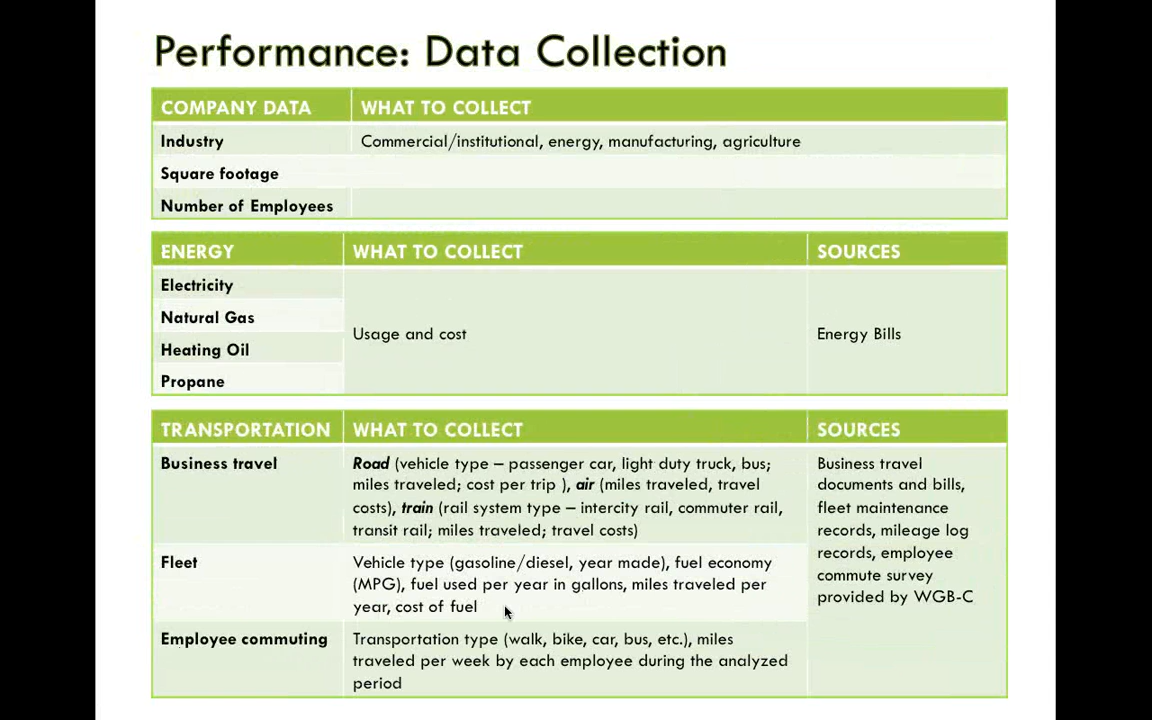 Performance: Data Collection
COMPANY DATA WHAT TO COLLECT
Industry Commercial/institutional, energy, manufacturing, agriculture
Square footage
Number of Employees
ENERGY WHAT TO COLLECT SOURCES
Electricity
Natural Gas
Heating Oil
Propane
Usage and cost
Energy Bills
TRANSPORTATION WHAT TO COLLECT SOURCES
Business travel
Road (vehicle type – passenger car, light duty truck, bus;
miles traveled; cost per trip ), air (miles traveled, travel
costs), train (rail system type – intercity rail, commuter rail,
transit rail; miles traveled; travel costs)
Business travel
documents and bills,
fleet maintenance
records, mileage log
records, employee
commute survey
provided by WGB-C
Fleet
Vehicle type (gasoline/diesel, year made), fuel economy
(MPG), fuel used per year in gallons, miles traveled per
year, cost of fuel
Employee commuting
Transportation type (walk, bike, car, bus, etc.), miles
traveled per week by each employee during the analyzed
period